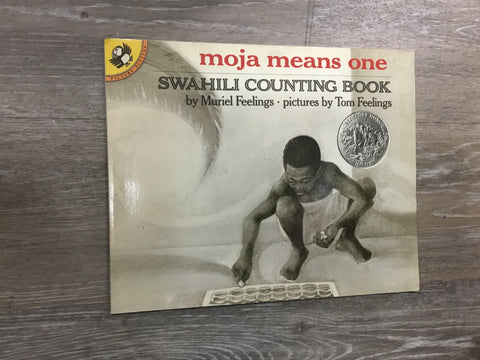 moja means one
SWAHILI COUNTING BOOK
by Muriel Feelings · pictures by Tom Feelings